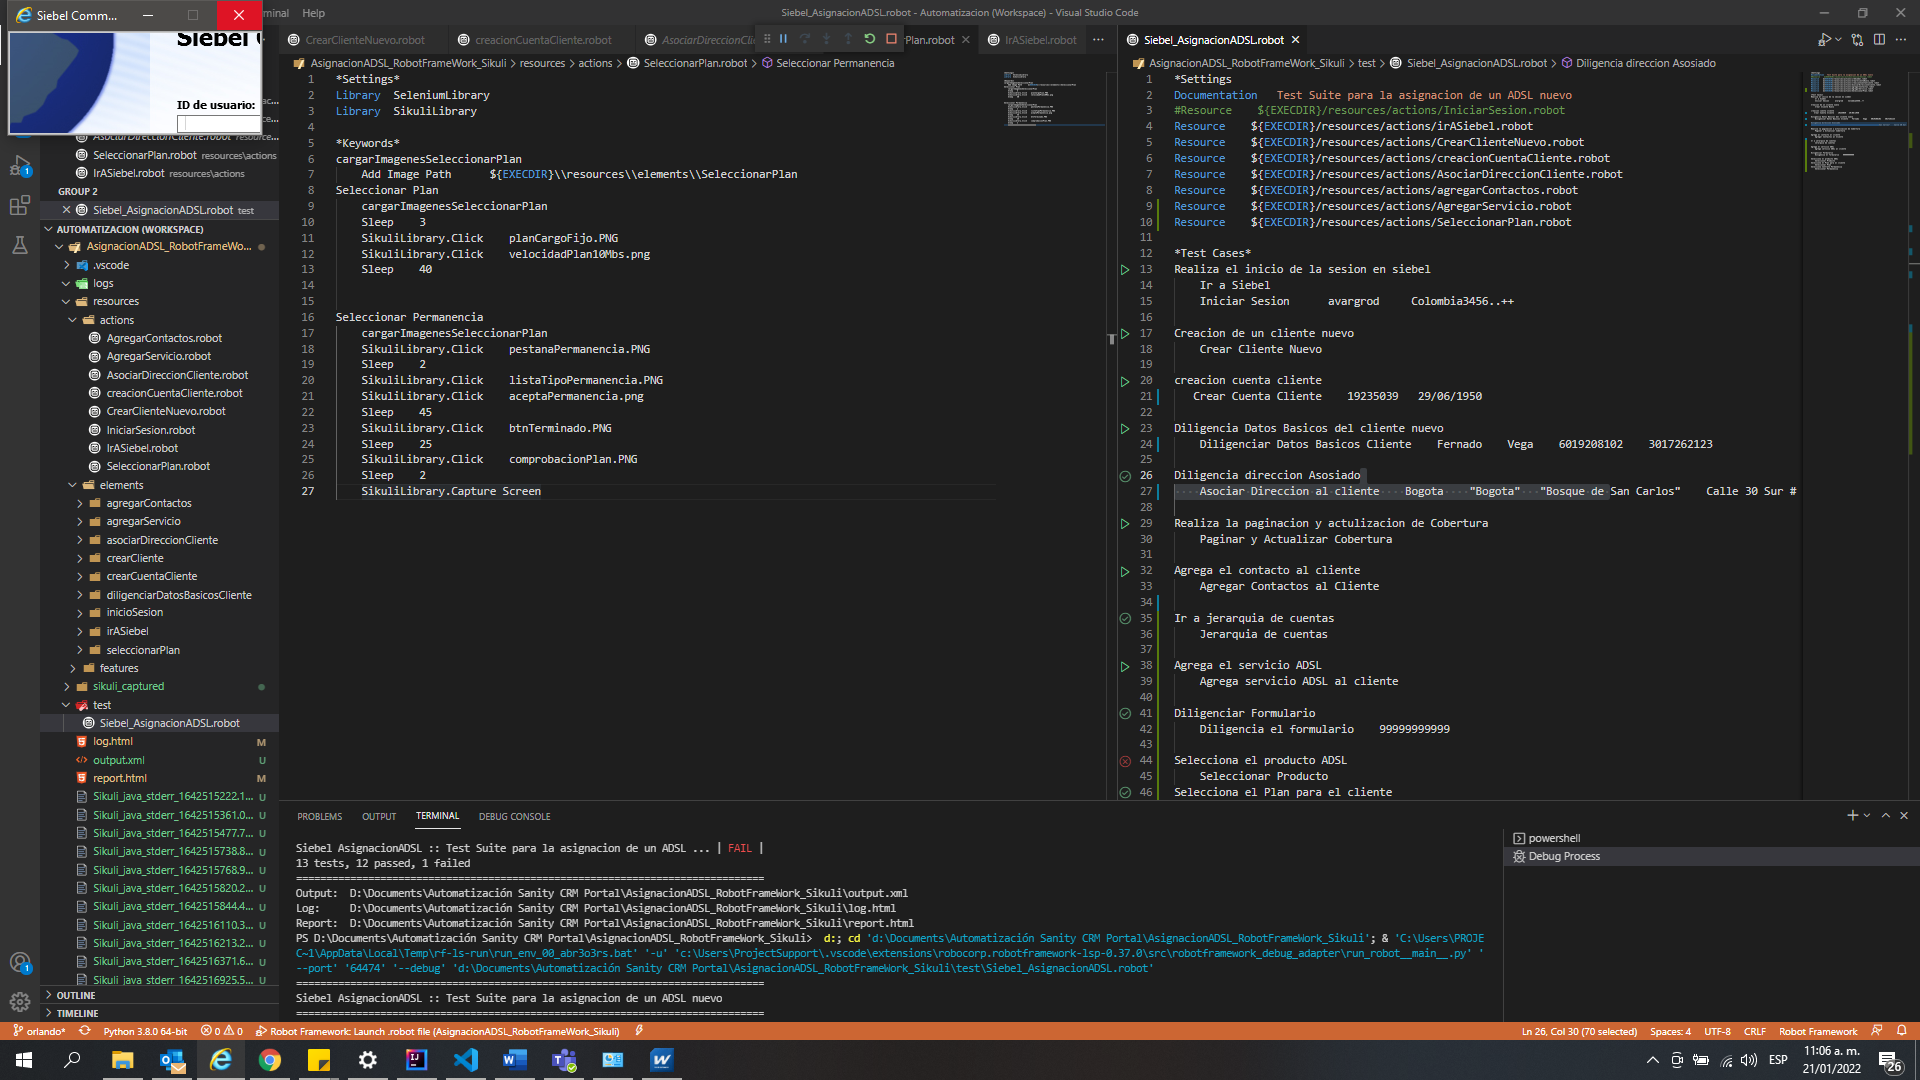 Siebel Comm...
Siebel
ID de usuario:
minal
Help
Siebel_AsignacionADSL.robot - Automatizacion (Workspace) - Visual Studio Code
CrearClienteNuevo.robot
creacionCuentaCliente.robot
AsociarDireccionCli
rPlan.robot
IrASiebel.robot
Siebel_AsignacionADSL.robot
AsignacionADSL_RobotFrameWork_Sikuli > resources > actions > SeleccionarPlan.robot > Seleccionar Permanencia
AsignacionADSL_RobotFrameWork_Sikuli > test > Siebel_AsignacionADSL.robot > Diligencia direccion Asosiado
AsociarDireccionCliente.robot resource...
SeleccionarPlan.robot resources\actions
IrASiebel.robot resources\actions
GROUP 2
Siebel_AsignacionADSL.robot test
AUTOMATIZACION (WORKSPACE)
AsignacionADSL_RobotFrameWo...
.vscode
logs
resources
actions
AgregarContactos.robot
AgregarServicio.robot
AsociarDireccionCliente.robot
creacionCuentaCliente.robot
CrearClienteNuevo.robot
IniciarSesion.robot
IrASiebel.robot
SeleccionarPlan.robot
elements
agregarContactos
agregarServicio
asociarDireccionCliente
crearCliente
crearCuentaCliente
diligenciarDatosBasicosCliente
inicioSesion
irASiebel
seleccionarPlan
features
sikuli_captured
test
Siebel_AsignacionADSL.robot
log.html M
output.xml U
report.html M
Sikuli_java_stderr_1642515222.1... U
Sikuli_java_stderr_1642515361.0... U
Sikuli_java_stderr_1642515477.7... U
Sikuli_java_stderr_1642515738.8... U
Sikuli_java_stderr_1642515768.9... U
Sikuli_java_stderr_1642515820.2... U
Sikuli_java_stderr_1642515844.4... U
Sikuli_java_stderr_1642516110.3... U
Sikuli_java_stderr_1642516213.2... U
Sikuli_java_stderr_1642516371.6... U
Sikuli_java_stderr_1642516925.5... U
OUTLINE
TIMELINE
1 *Settings*
2 Library SeleniumLibrary
3 Library SikuliLibrary
4
5 *Keywords*
6 cargarImagenesSeleccionarPlan
7 Add Image Path ${EXECDIR}\\resources\\elements\\SeleccionarPlan
8 Seleccionar Plan
9 cargarImagenesSeleccionarPlan
10 Sleep 3
11 SikuliLibrary.Click planCargoFijo.PNG
12 SikuliLibrary.Click velocidadPlan10Mbs.png
13 Sleep 40
14
15
16 Seleccionar Permanencia
17 cargarImagenesSeleccionarPlan
18 SikuliLibrary.Click pestanaPermanencia.PNG
19 Sleep 2
20 SikuliLibrary.Click listaTipoPermanencia.PNG
21 SikuliLibrary.Click aceptaPermanencia.png
22 Sleep 45
23 SikuliLibrary.Click btnTerminado.PNG
24 Sleep 25
25 SikuliLibrary.Click comprobacionPlan.PNG
26 Sleep 2
27 SikuliLibrary.Capture Screen
1 *Settings
2 Documentation Test Suite para la asignacion de un ADSL nuevo
3 #Resource ${EXECDIR}/resources/actions/IniciarSesion.robot
4 Resource ${EXECDIR}/resources/actions/irASiebel.robot
5 Resource ${EXECDIR}/resources/actions/CrearClienteNuevo.robot
6 Resource ${EXECDIR}/resources/actions/creacionCuentaCliente.robot
7 Resource ${EXECDIR}/resources/actions/AsociarDireccionCliente.robot
8 Resource ${EXECDIR}/resources/actions/agregarContactos.robot
9 Resource ${EXECDIR}/resources/actions/AgregarServicio.robot
10 Resource ${EXECDIR}/resources/actions/SeleccionarPlan.robot
11
12 *Test Cases*
13 Realiza el inicio de la sesion en siebel
14 Ir a Siebel
15 Iniciar Sesion avargrod Colombia3456..++
16
17 Creacion de un cliente nuevo
18 Crear Cliente Nuevo
19
20 creacion cuenta cliente
21 Crear Cuenta Cliente 19235039 29/06/1950
22
23 Diligencia Datos Basicos del cliente nuevo
24 Diligenciar Datos Basicos Cliente Fernado Vega 6019208102 3017262123
25
26 Diligencia direccion Asosiado
27 Asociar Direccion al cliente Bogota "Bogota" "Bosque de San Carlos" Calle 30 Sur #
28
29 Realiza la paginacion y actulizacion de Cobertura
30 Paginar y Actualizar Cobertura
31
32 Agrega el contacto al cliente
33 Agregar Contactos al Cliente
34
35 Ir a jerarquia de cuentas
36 Jerarquia de cuentas
37
38 Agrega el servicio ADSL
39 Agrega servicio ADSL al cliente
40
41 Diligenciar Formulario
42 Diligencia el formulario 99999999999
43
44 Selecciona el producto ADSL
45 Seleccionar Producto
46 Selecciona el Plan para el cliente
PROBLEMS OUTPUT TERMINAL DEBUG CONSOLE
Siebel AsignacionADSL :: Test Suite para la asignacion de un ADSL ... | FAIL |
13 tests, 12 passed, 1 failed
==============================================================================
Output: D:\Documents\Automatización Sanity CRM Portal\AsignacionADSL_RobotFrameWork_Sikuli\output.xml
Log: D:\Documents\Automatización Sanity CRM Portal\AsignacionADSL_RobotFrameWork_Sikuli\log.html
Report: D:\Documents\Automatización Sanity CRM Portal\AsignacionADSL_RobotFrameWork_Sikuli\report.html
PS D:\Documents\Automatización Sanity CRM Portal\AsignacionADSL_RobotFrameWork_Sikuli> d:; cd 'd:\Documents\Automatización Sanity CRM Portal\AsignacionADSL_RobotFrameWork_Sikuli'; & 'C:\Users\PROJE
C~1\AppData\Local\Temp\rf-ls-run\run_env_00_abr3o3rs.bat' '-u' 'c:\Users\ProjectSupport\.vscode\extensions\robocorp.robotframework-lsp-0.37.0\src\robotframework_debug_adapter\run_robot__main__.py' '
--port' '64474' '--debug' 'd:\Documents\Automatización Sanity CRM Portal\AsignacionADSL_RobotFrameWork_Sikuli\test\Siebel_AsignacionADSL.robot'
==============================================================================
Siebel AsignacionADSL :: Test Suite para la asignacion de un ADSL nuevo
==============================================================================
powershell
Debug Process
orlando*
Python 3.8.0 64-bit
0 0
Robot Framework: Launch .robot file (AsignacionADSL_RobotFrameWork_Sikuli)
Ln 26, Col 30 (70 selected)
Spaces: 4
UTF-8
CRLF
Robot Framework
ESP
11:06 a. m.
21/01/2022
26